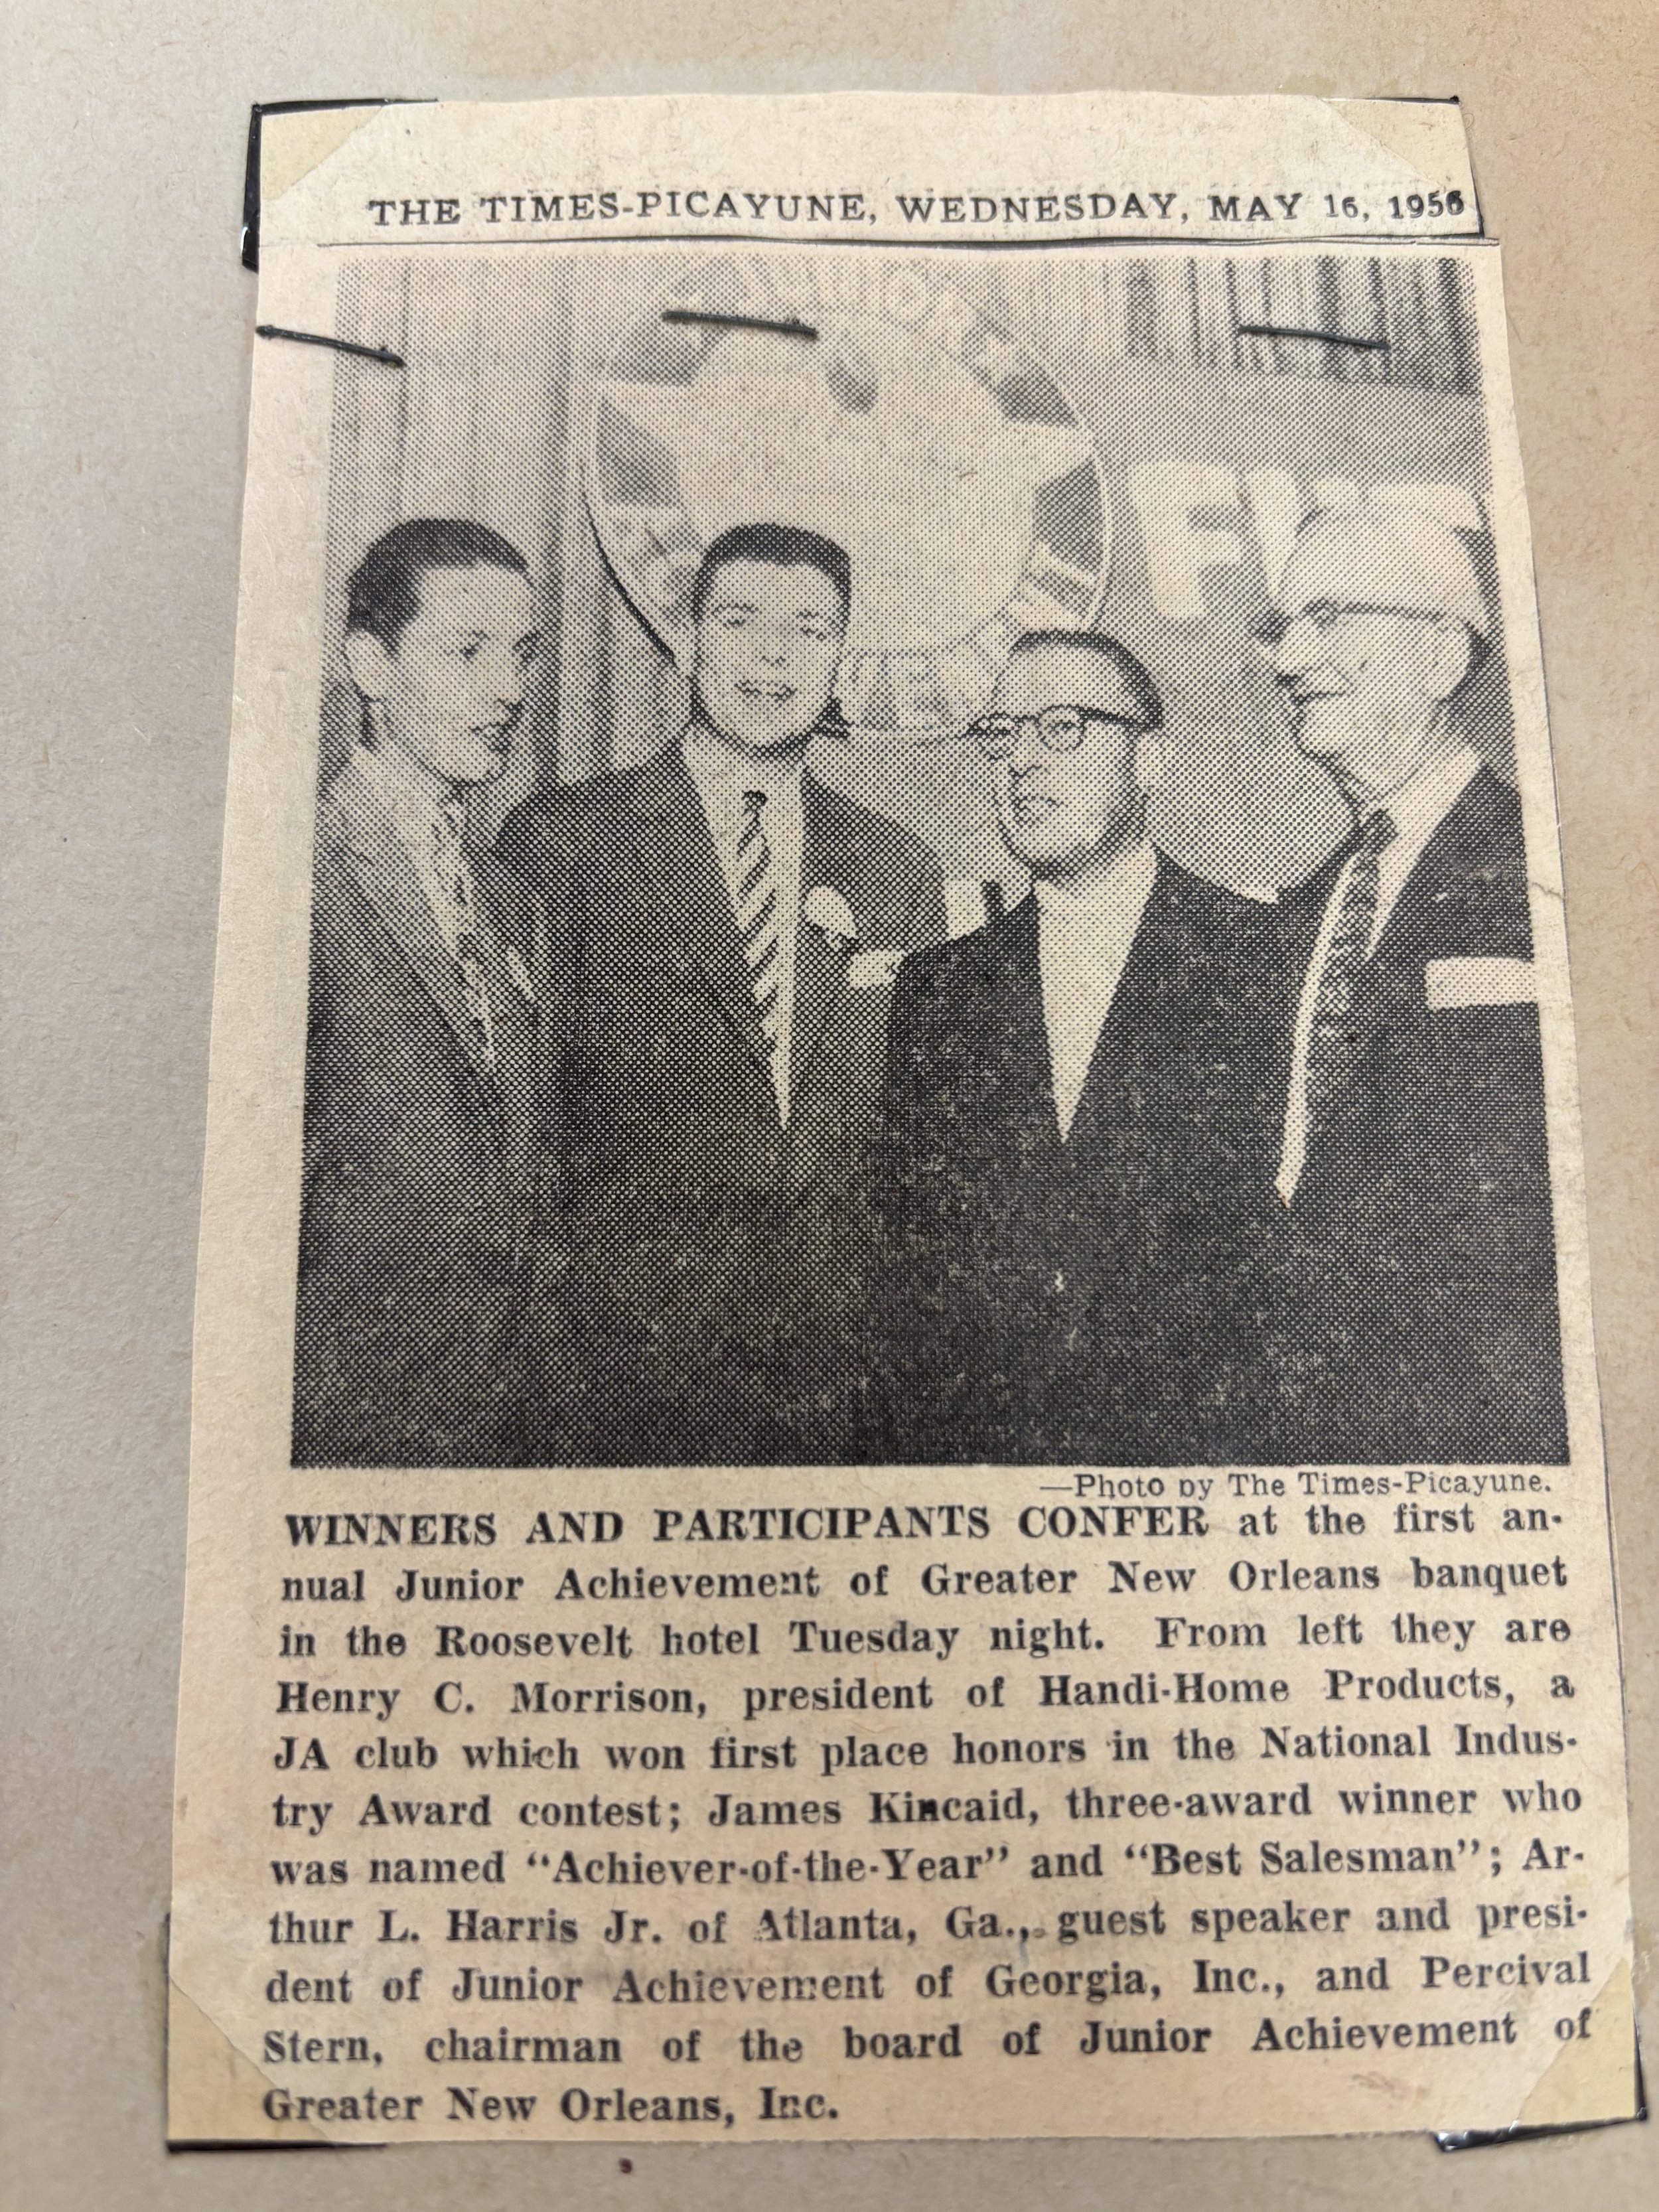 THE TIMES-PICAYUNE, WEDNESDAY, MAY 16, 1956
—Photo by The Times-Picayune.
WINNERS AND PARTICIPANTS CONFER at the first an-
nual Junior Achievement of Greater New Orleans banquet
in the Roosevelt hotel Tuesday night. From left they are
Henry C. Morrison, president of Handi-Home Products, a
JA club which won first place honors in the National Indus-
try Award contest; James Kincaid, three-award winner who
was named “Achiever-of-the-Year” and “Best Salesman”; Ar-
thur L. Harris Jr. of Atlanta, Ga., guest speaker and presi-
dent of Junior Achievement of Georgia, Inc., and Percival
Stern, chairman of the board of Junior Achievement of
Greater New Orleans, Inc.